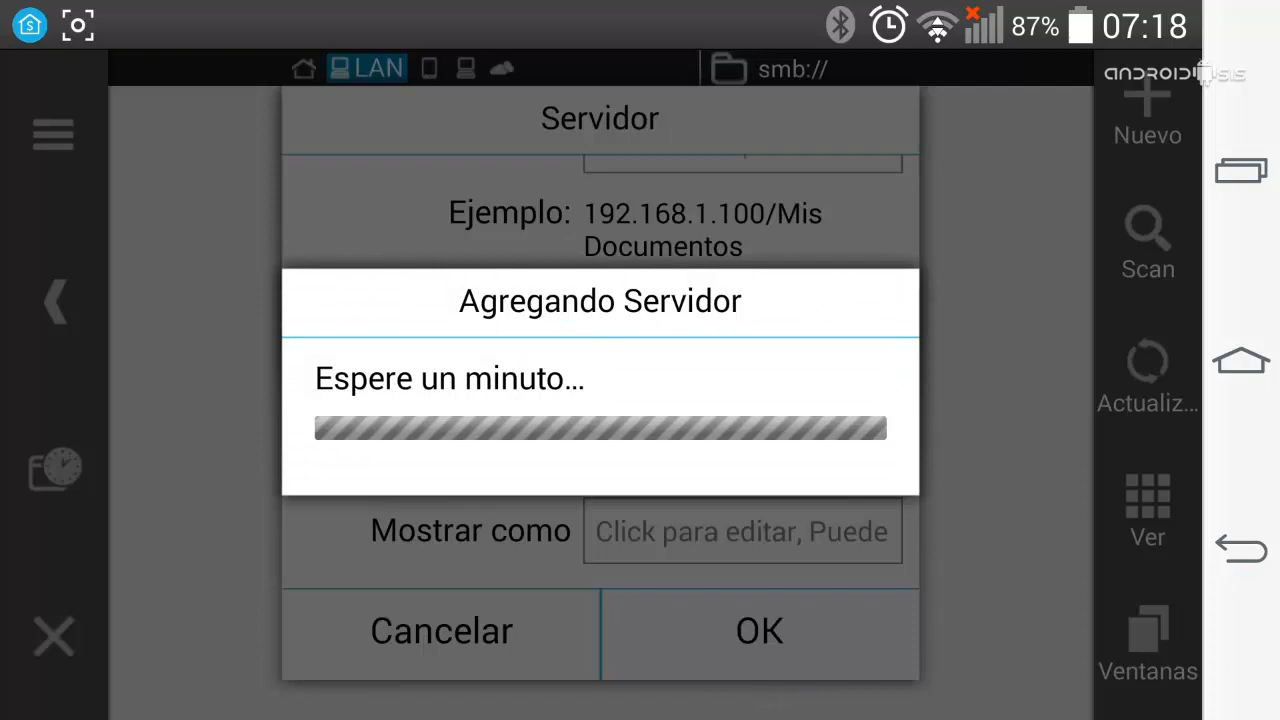 87% 07:18
LAN
smb://
ANDROIDSIS
Servidor
Ejemplo: 192.168.1.100/Mis
Documentos
Agregando Servidor
Espere un minuto...
Mostrar como
Click para editar, Puede
Cancelar
OK
Nuevo
Scan
Actualiz...
Ver
Ventanas